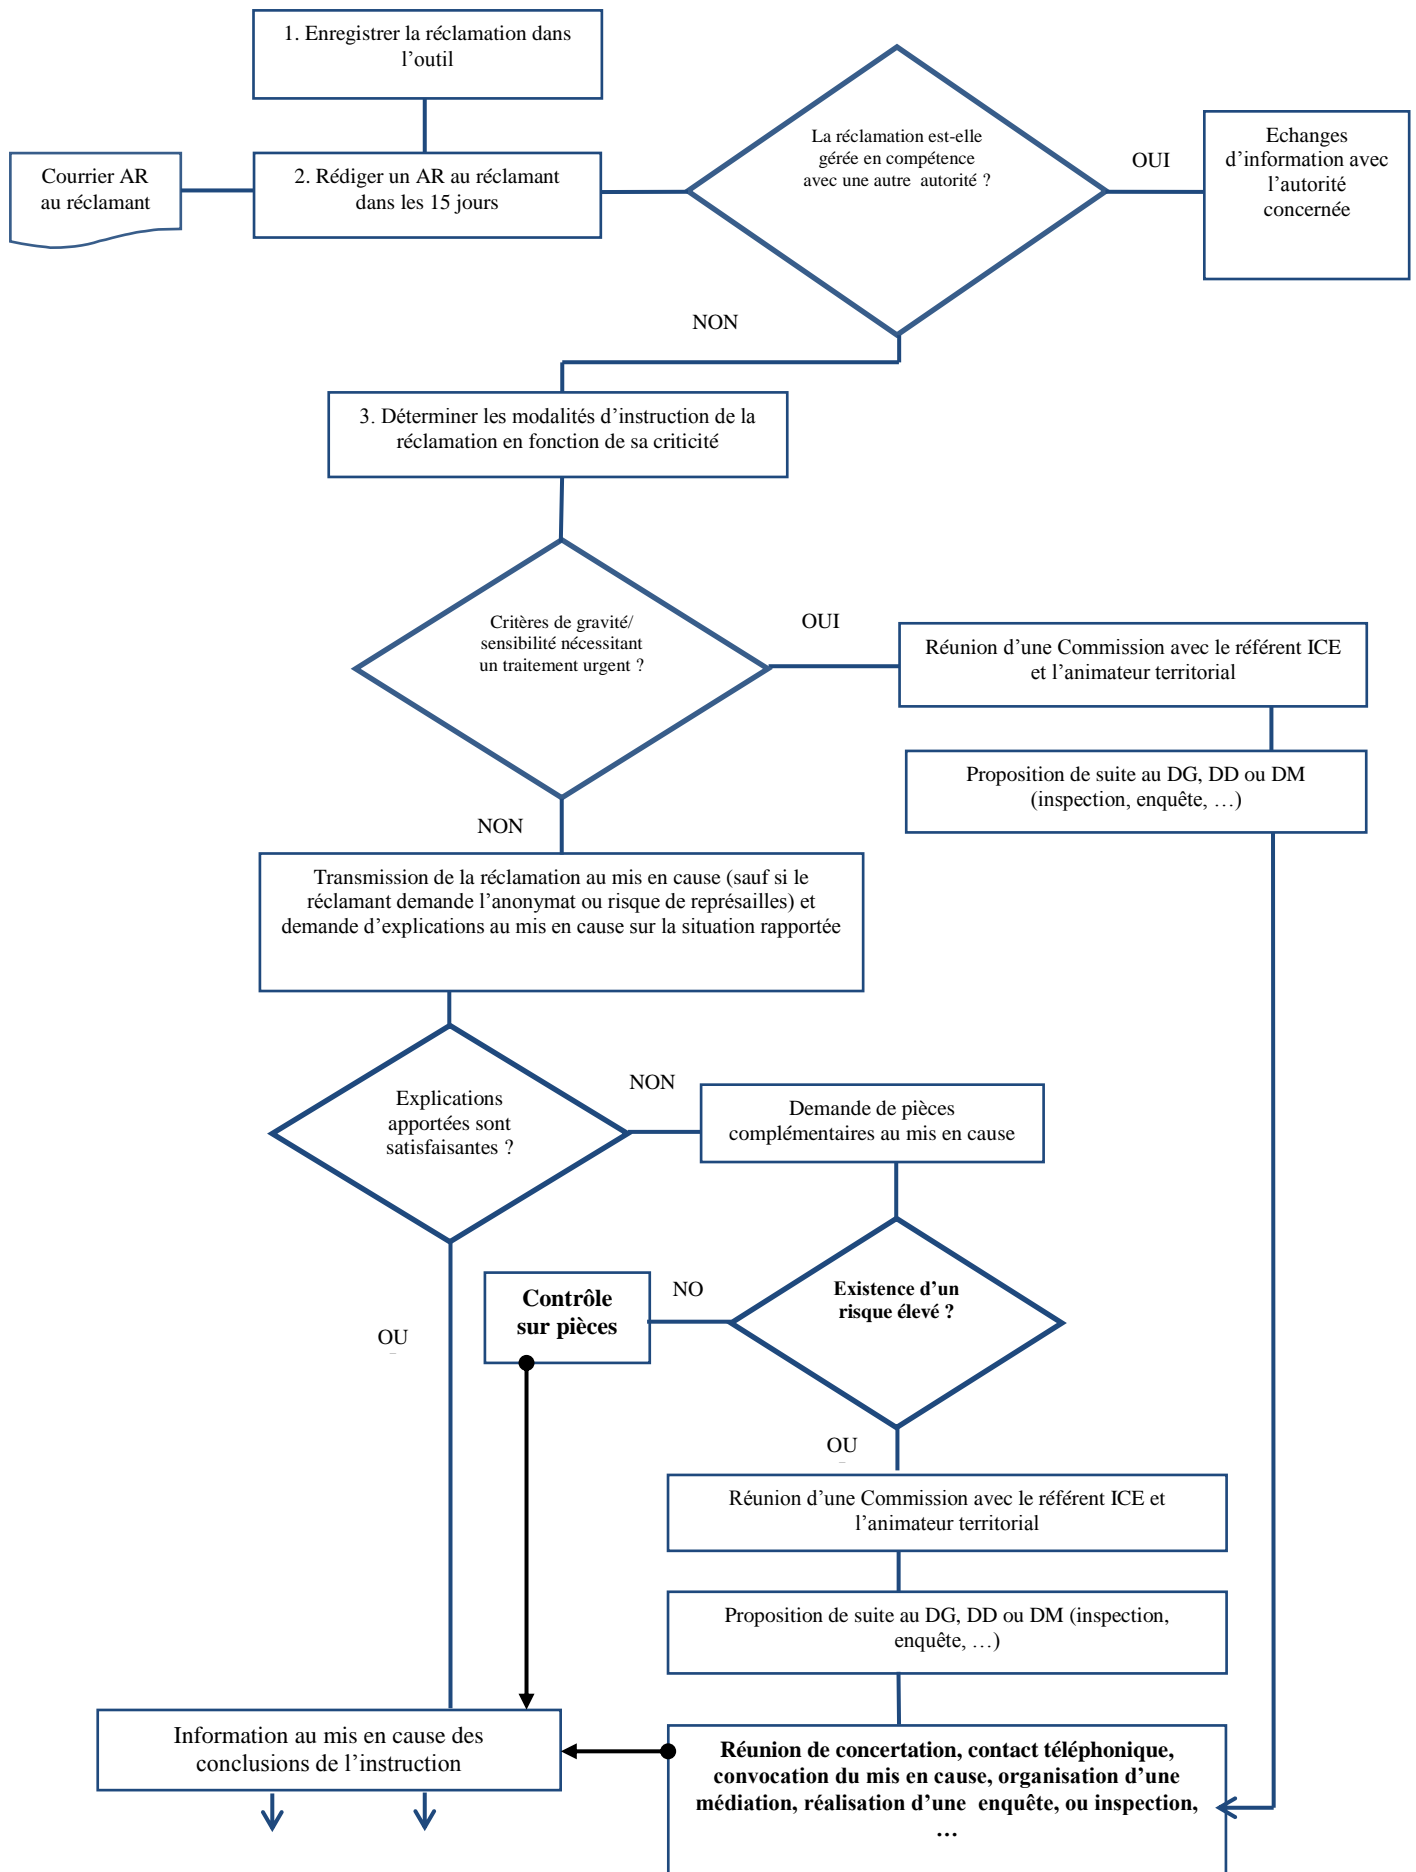 1. Enregistrer la réclamation dans
l’outil
La réclamation est-elle
gérée en compétence
avec une autre autorité ?
OUI
Echanges
d’information avec
l’autorité
concernée
Courrier AR
au réclamant
2. Rédiger un AR au réclamant
dans les 15 jours
NON
3. Déterminer les modalités d’instruction de la
réclamation en fonction de sa criticité
Critères de gravité/
sensibilité nécessitant
un traitement urgent ?
OUI
Réunion d’une Commission avec le référent ICE
et l’animateur territorial
Proposition de suite au DG, DD ou DM
(inspection, enquête, …)
NON
Transmission de la réclamation au mis en cause (sauf si le
réclamant demande l’anonymat ou risque de représailles) et
demande d’explications au mis en cause sur la situation rapportée
Explications
apportées sont
satisfaisantes ?
NON
Demande de pièces
complémentaires au mis en cause
Existence d’un
risque élevé ?
NO
Contrôle
sur pièces
OU
OU
Réunion d’une Commission avec le référent ICE et
l’animateur territorial
Proposition de suite au DG, DD ou DM (inspection,
enquête, …)
Information au mis en cause des
conclusions de l’instruction
Réunion de concertation, contact téléphonique,
convocation du mis en cause, organisation d’une
médiation, réalisation d’une enquête, ou inspection,
…